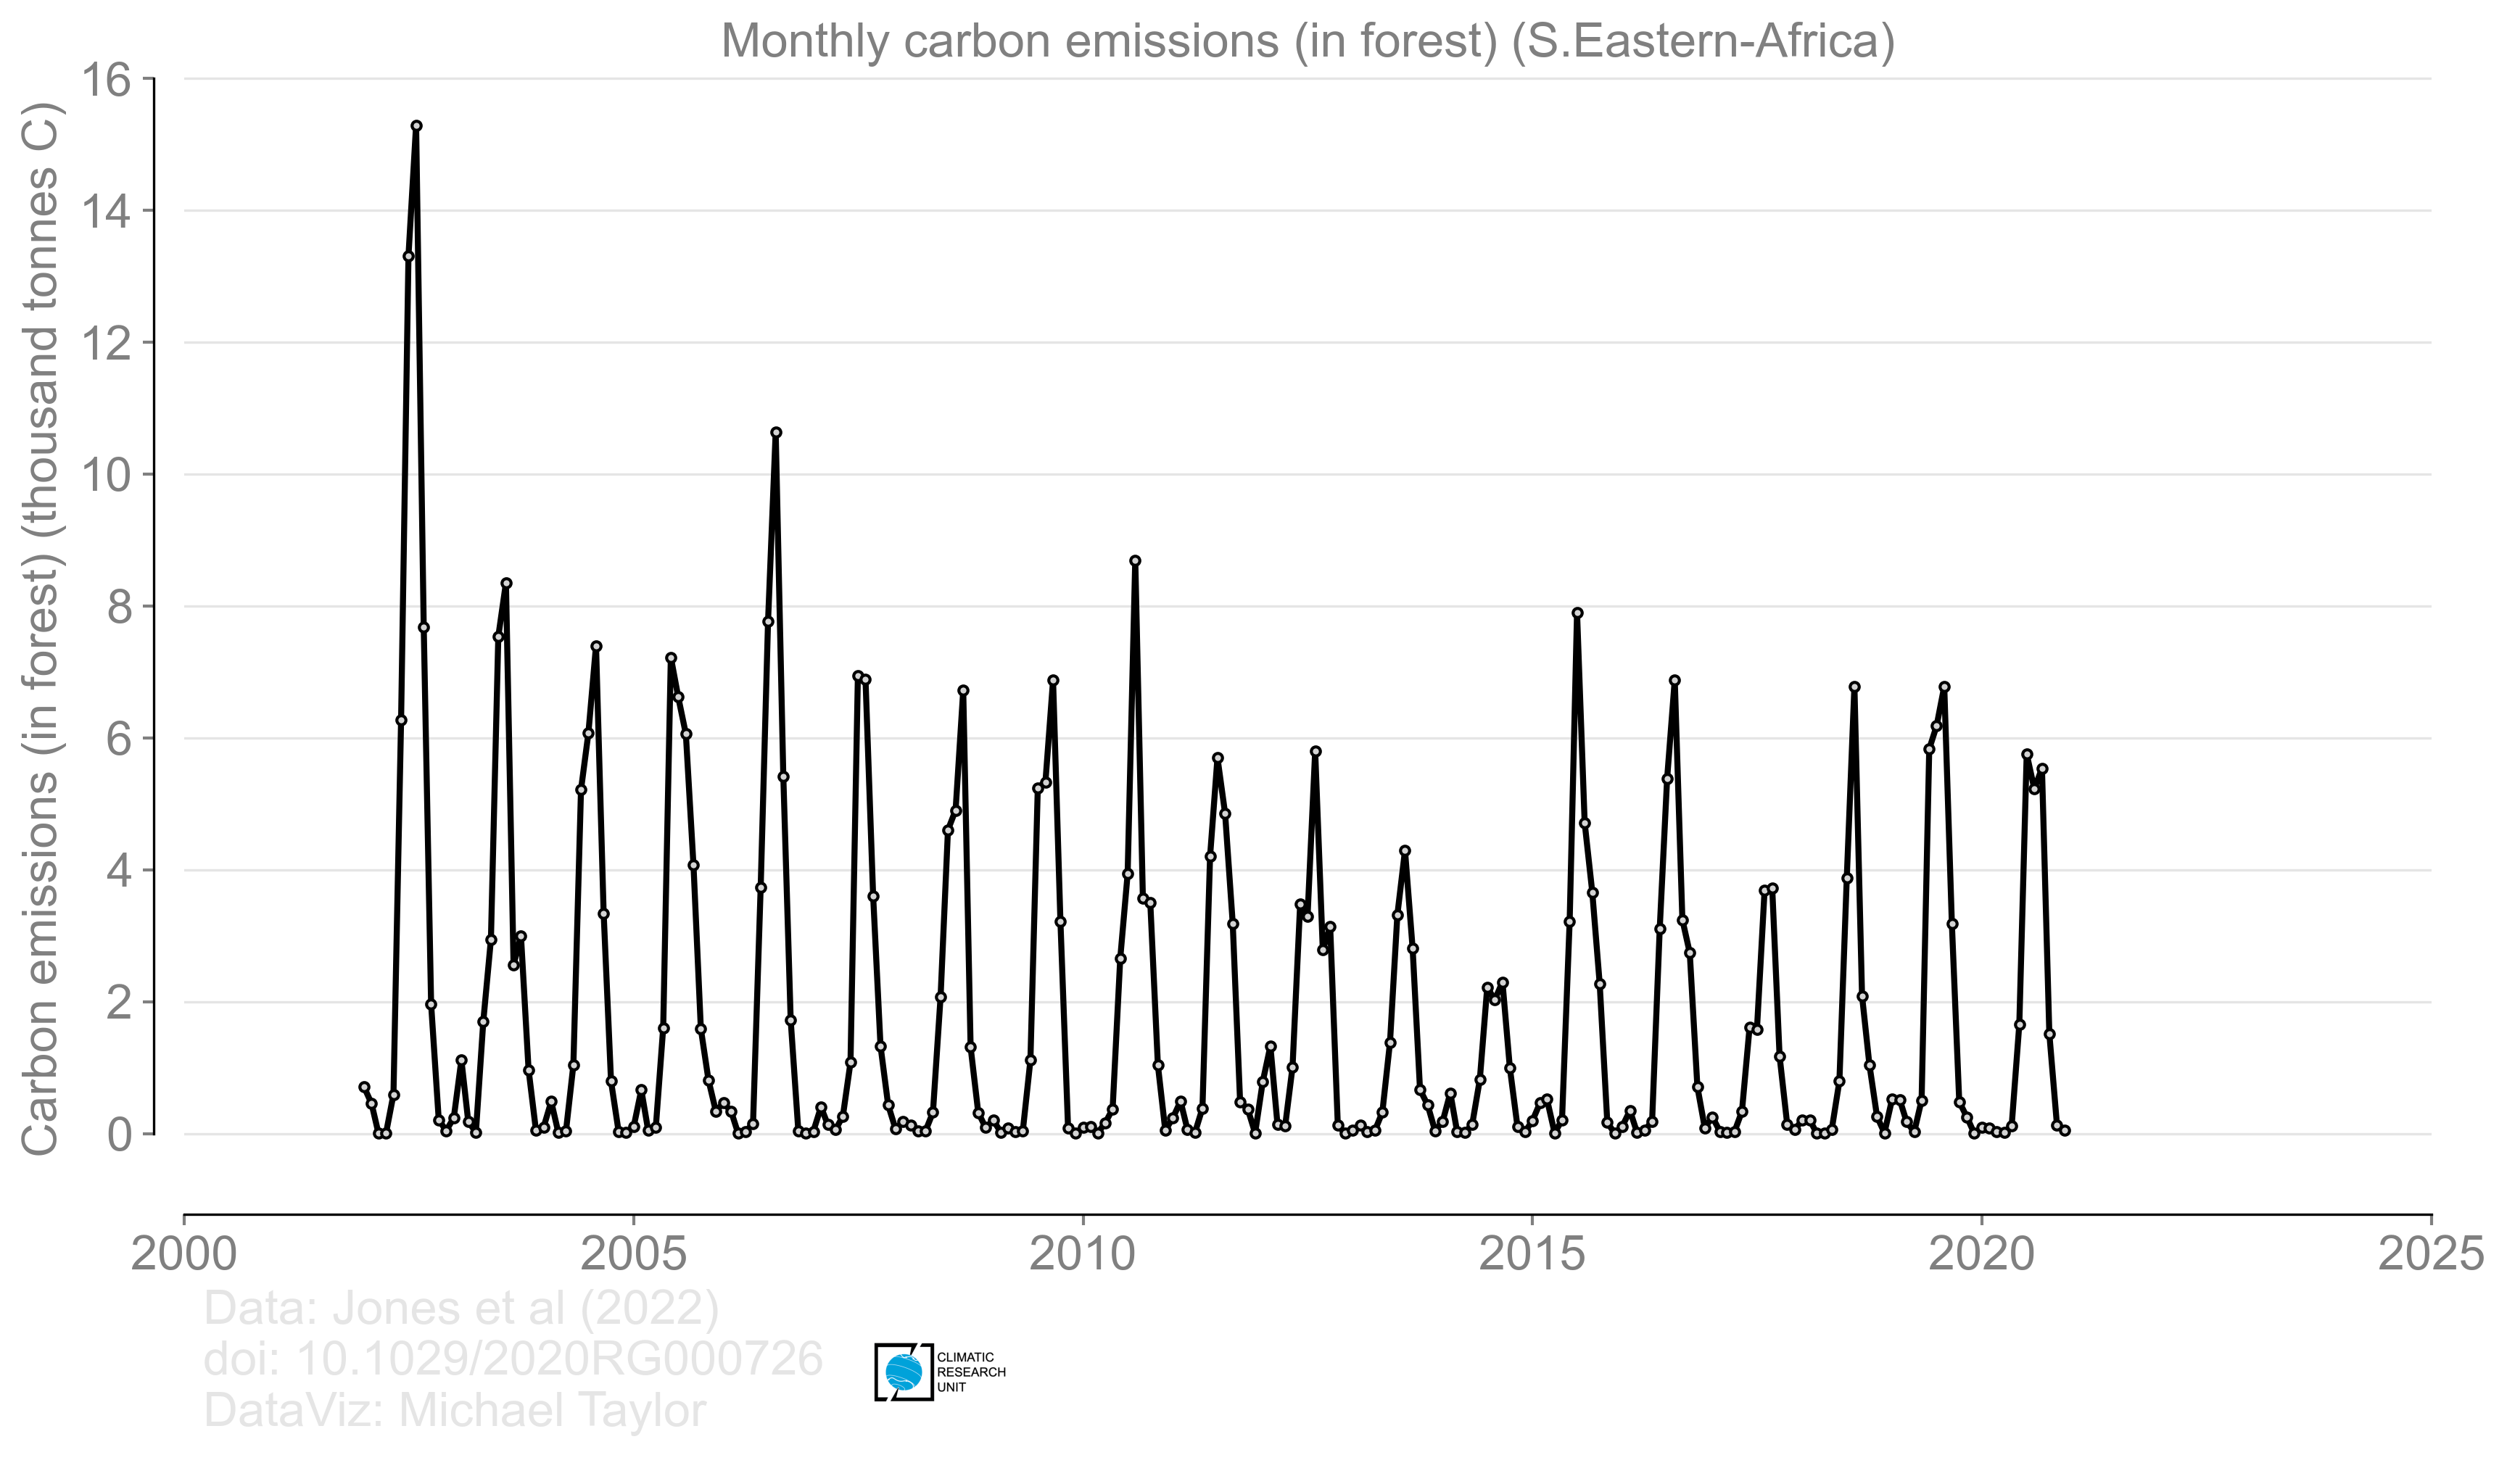 Monthly carbon emissions (in forest) (S.Eastern-Africa)
Carbon emissions (in forest) (thousand tonnes C)
16
14
12
10
8
6
4
2
0
2000
2005
2010
2015
2020
2025
Data: Jones et al (2022)
doi: 10.1029/2020RG000726
DataViz: Michael Taylor
CLIMATIC
RESEARCH
UNIT